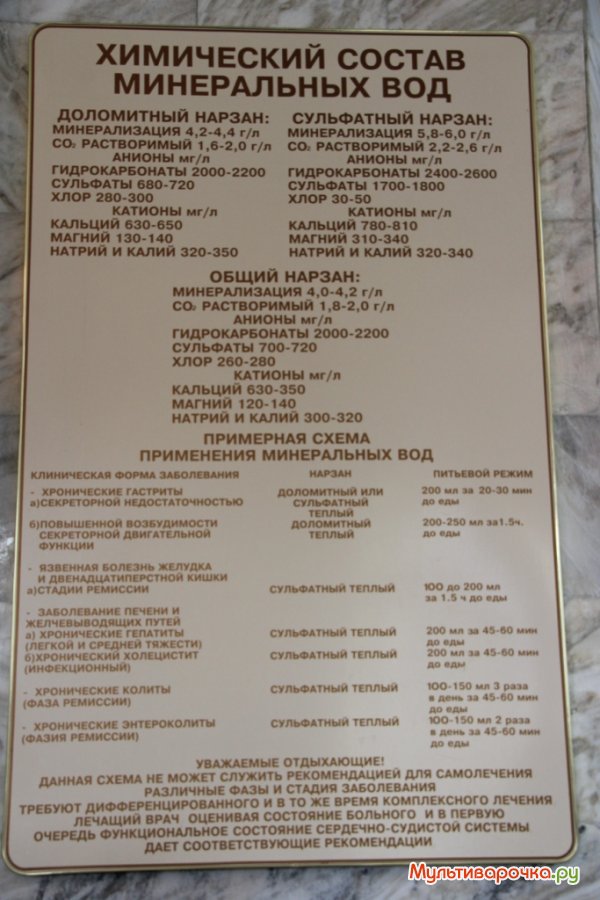 ХИМИЧЕСКИЙ СОСТАВ
МИНЕРАЛЬНЫХ ВОД
ДОЛОМИТНЫЙ НАРЗАН:
МИНЕРАЛИЗАЦИЯ 4,2-4,4 г/л
CO₂ РАСТВОРИМЫЙ 1,6-2,0 г/л
АНИОНЫ мг/л
ГИДРОКАРБОНАТЫ 2000-2200
СУЛЬФАТЫ 680-720
ХЛОР 280-300
КАТИОНЫ мг/л
КАЛЬЦИЙ 630-650
МАГНИЙ 130-140
НАТРИЙ И КАЛИЙ 320-350
СУЛЬФАТНЫЙ НАРЗАН:
МИНЕРАЛИЗАЦИЯ 5,8-6,0 г/л
CO₂ РАСТВОРИМЫЙ 2,2-2,6 г/л
АНИОНЫ мг/л
ГИДРОКАРБОНАТЫ 2400-2600
СУЛЬФАТЫ 1700-1800
ХЛОР 30-50
КАТИОНЫ мг/л
КАЛЬЦИЙ 780-810
МАГНИЙ 310-340
НАТРИЙ И КАЛИЙ 320-340
ОБЩИЙ НАРЗАН:
МИНЕРАЛИЗАЦИЯ 4,0-4,2 г/л
CO₂ РАСТВОРИМЫЙ 1,8-2,0 г/л
АНИОНЫ мг/л
ГИДРОКАРБОНАТЫ 2000-2200
СУЛЬФАТЫ 700-720
ХЛОР 260-280
КАТИОНЫ мг/л
КАЛЬЦИЙ 630-350
МАГНИЙ 120-140
НАТРИЙ И КАЛИЙ 300-320
ПРИМЕРНАЯ СХЕМА
ПРИМЕНЕНИЯ МИНЕРАЛЬНЫХ ВОД
КЛИНИЧЕСКАЯ ФОРМА ЗАБОЛЕВАНИЯ НАРЗАН ПИТЬЕВОЙ РЕЖИМ
- ХРОНИЧЕСКИЕ ГАСТРИТЫ ДОЛОМИТНЫЙ ИЛИ 200 мл за 20-30 мин
а)СЕКРЕТОРНОЙ НЕДОСТАТОЧНОСТЬЮ СУЛЬФАТНЫЙ до еды
ТЕПЛЫЙ
б)ПОВЫШЕННОЙ ВОЗБУДИМОСТИ ДОЛОМИТНЫЙ 200-250 мл за1.5ч.
СЕКРЕТОРНОЙ ДВИГАТЕЛЬНОЙ ТЕПЛЫЙ до еды
ФУНКЦИИ
- ЯЗВЕННАЯ БОЛЕЗНЬ ЖЕЛУДКА
И ДВЕНАДЦАТИПЕРСТНОЙ КИШКИ
а)СТАДИИ РЕМИССИИ СУЛЬФАТНЫЙ ТЕПЛЫЙ 100 до 200 мл
за 1.5 ч до еды
- ЗАБОЛЕВАНИЕ ПЕЧЕНИ И
ЖЕЛЧЕВЫВОДЯЩИХ ПУТЕЙ
а) ХРОНИЧЕСКИЕ ГЕПАТИТЫ СУЛЬФАТНЫЙ ТЕПЛЫЙ 200 мл за 45-60 мин
(ЛЕГКОЙ И СРЕДНЕЙ ТЯЖЕСТИ) до еды
б)ХРОНИЧЕСКИЙ ХОЛЕЦИСТИТ СУЛЬФАТНЫЙ ТЕПЛЫЙ 200 мл за 45-60 мин
(ИНФЕКЦИОННЫЙ) до еды
- ХРОНИЧЕСКИЕ КОЛИТЫ СУЛЬФАТНЫЙ ТЕПЛЫЙ 100-150 мл 3 раза
(ФАЗА РЕМИССИИ) в день за 45-60 мин
до еды
- ХРОНИЧЕСКИЕ ЭНТЕРОКОЛИТЫ СУЛЬФАТНЫЙ ТЕПЛЫЙ 100-150 мл 2 раза
(ФАЗИЯ РЕМИССИИ) в день за 45-60 мин
до еды
УВАЖАЕМЫЕ ОТДЫХАЮЩИЕ!
ДАННАЯ СХЕМА НЕ МОЖЕТ СЛУЖИТЬ РЕКОМЕНДАЦИЕЙ ДЛЯ САМОЛЕЧЕНИЯ
РАЗЛИЧНЫЕ ФАЗЫ И СТАДИЯ ЗАБОЛЕВАНИЯ
ТРЕБУЮТ ДИФФЕРЕНЦИРОВАННОГО И В ТО ЖЕ ВРЕМЯ КОМПЛЕКСНОГО ЛЕЧЕНИЯ
ЛЕЧАЩИЙ ВРАЧ ОЦЕНИВАЯ СОСТОЯНИЕ БОЛЬНОГО И В ПЕРВУЮ
ОЧЕРЕДЬ ФУНКЦИОНАЛЬНОЕ СОСТОЯНИЕ СЕРДЕЧНО-СУДИСТОЙ СИСТЕМЫ
ДАЕТ СООТВЕТСТВУЮЩИЕ РЕКОМЕНДАЦИИ
Мультиварочка.ру